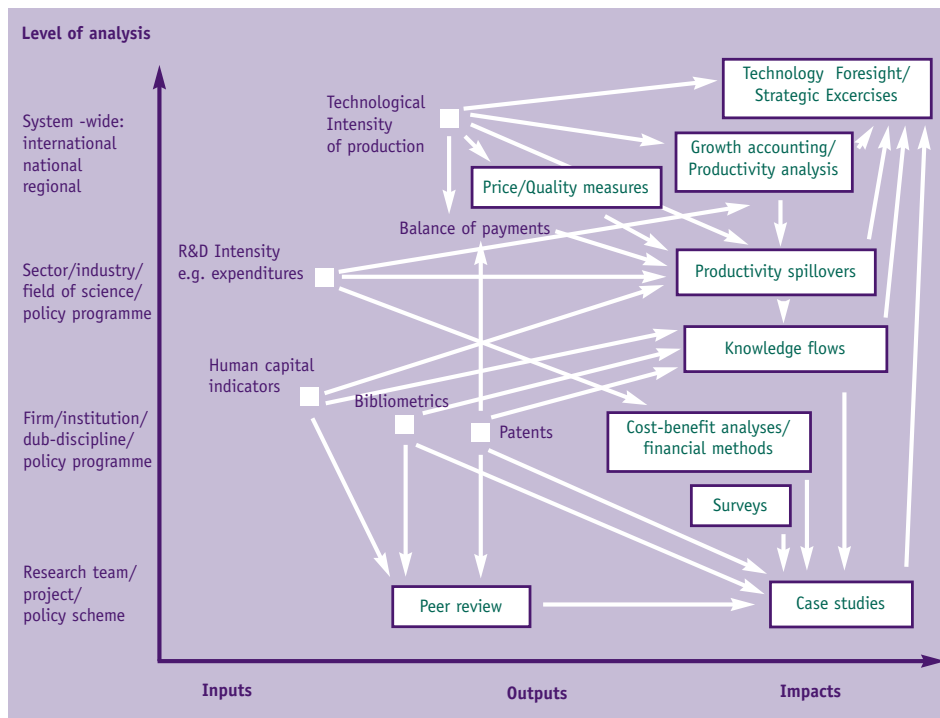 Level of analysis
System -wide:
international
national
regional
Sector/industry/
field of science/
policy programme
Firm/institution/
dub-discipline/
policy programme
Research team/
project/
policy scheme
Technological
Intensity
of production
Technology Foresight/
Strategic Excercises
Growth accounting/
Productivity analysis
Price/Quality measures
Balance of payments
R&D Intensity
e.g. expenditures
Productivity spillovers
Knowledge flows
Human capital
indicators
Bibliometrics
Patents
Cost-benefit analyses/
financial methods
Surveys
Peer review
Case studies
Inputs
Outputs
Impacts